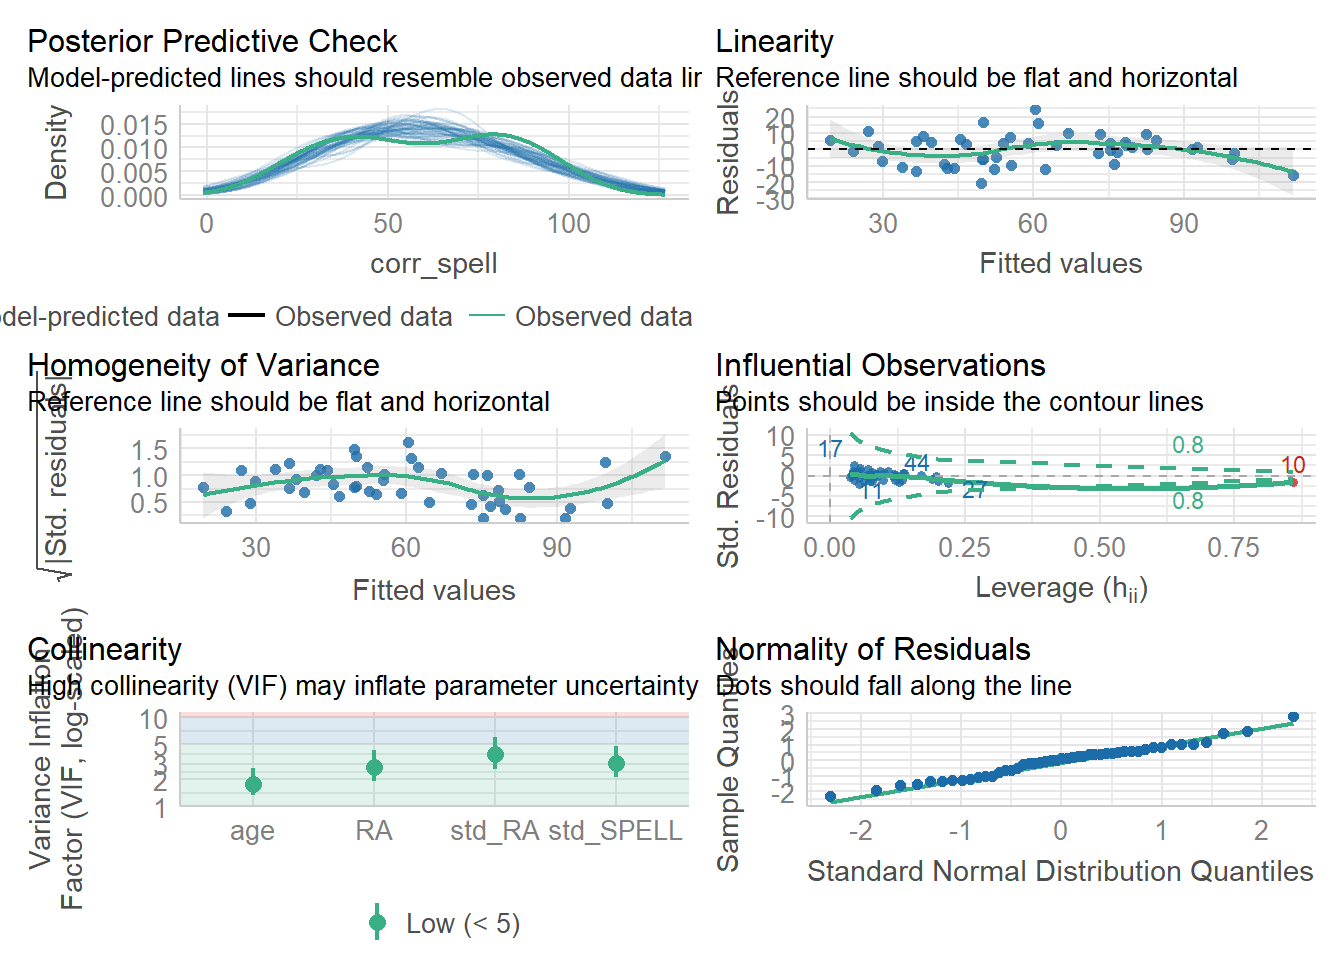 Posterior Predictive Check
Model-predicted lines should resemble observed data lin
Density
0.015
0.010
0.005
0.000
0 50 100
corr_spell
del-predicted data Observed data Observed data
Linearity
Reference line should be flat and horizontal
Residuals
20
10
0
-10
-20
-30
30 60 90
Fitted values
Homogeneity of Variance
Reference line should be flat and horizontal
√|Std. residuals|
1.5
1.0
0.5
30 60 90
Fitted values
Influential Observations
Points should be inside the contour lines
Std. Residuals
10
5
0
-5
-10
17
44
11
27
10
0.8
0.8
0.00 0.25 0.50 0.75
Leverage (hii)
Collinearity
High collinearity (VIF) may inflate parameter uncertainty
Variance Inflation
Factor (VIF, log-scaled)
10
5
3
2
1
age RA std_RA std_SPELL
Low (< 5)
Normality of Residuals
Dots should fall along the line
Sample Quantiles
3
2
1
0
-1
-2
-2 -1 0 1 2
Standard Normal Distribution Quantiles